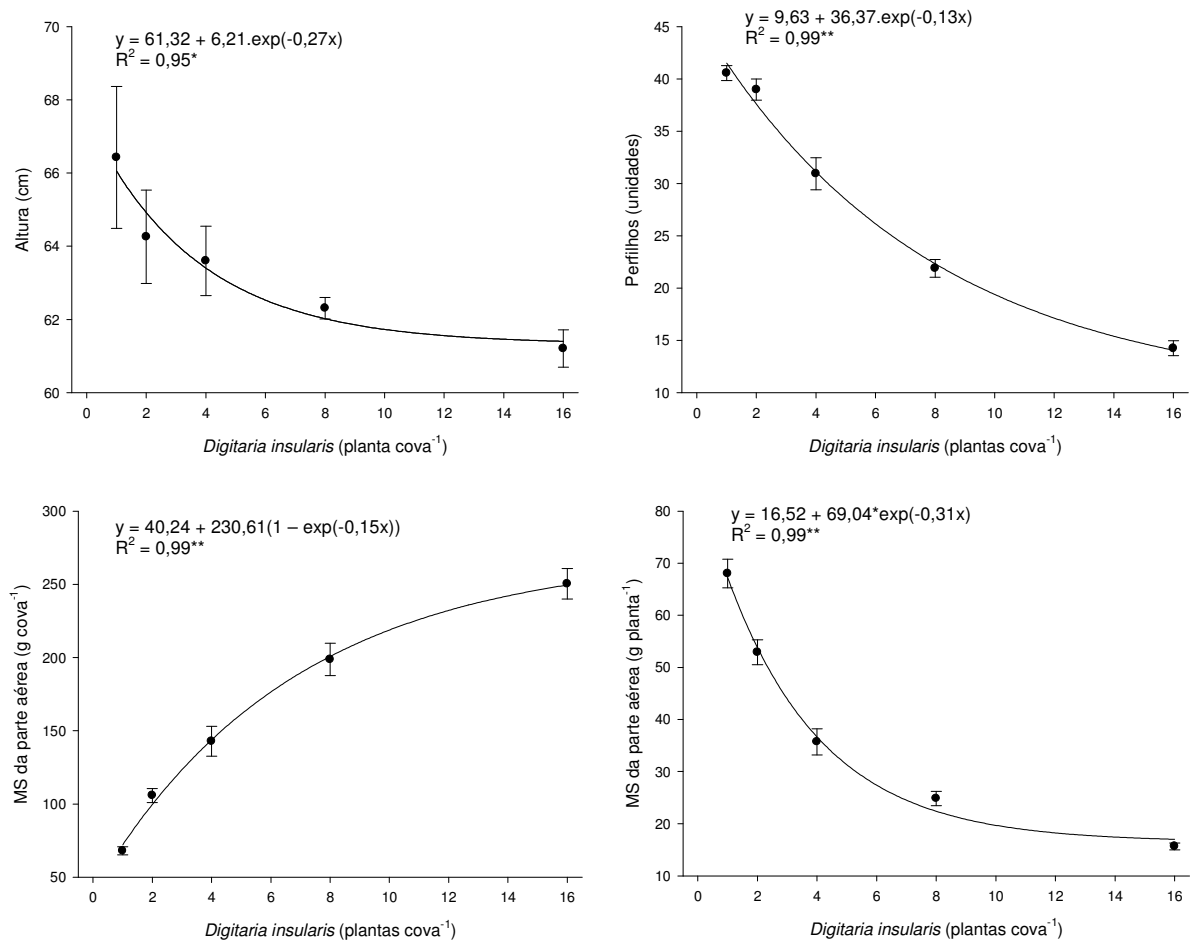 y = 61,32 + 6,21.exp(-0,27x)
R² = 0,95*
70
68
66
64
62
60
Altura (cm)
0 2 4 6 8 10 12 14 16
Digitaria insularis (planta cova⁻¹)
y = 9,63 + 36,37.exp(-0,13x)
R² = 0,99**
45
40
35
30
25
20
15
10
Perfilhos (unidades)
0 2 4 6 8 10 12 14 16
Digitaria insularis (plantas cova⁻¹)
y = 40,24 + 230,61(1 – exp(-0,15x))
R² = 0,99**
300
250
200
150
100
50
MS da parte aérea (g cova⁻¹)
0 2 4 6 8 10 12 14 16
Digitaria insularis (plantas cova⁻¹)
y = 16,52 + 69,04*exp(-0,31x)
R² = 0,99**
80
70
60
50
40
30
20
10
MS da parte aérea (g planta⁻¹)
0 2 4 6 8 10 12 14 16
Digitaria insularis (plantas cova⁻¹)